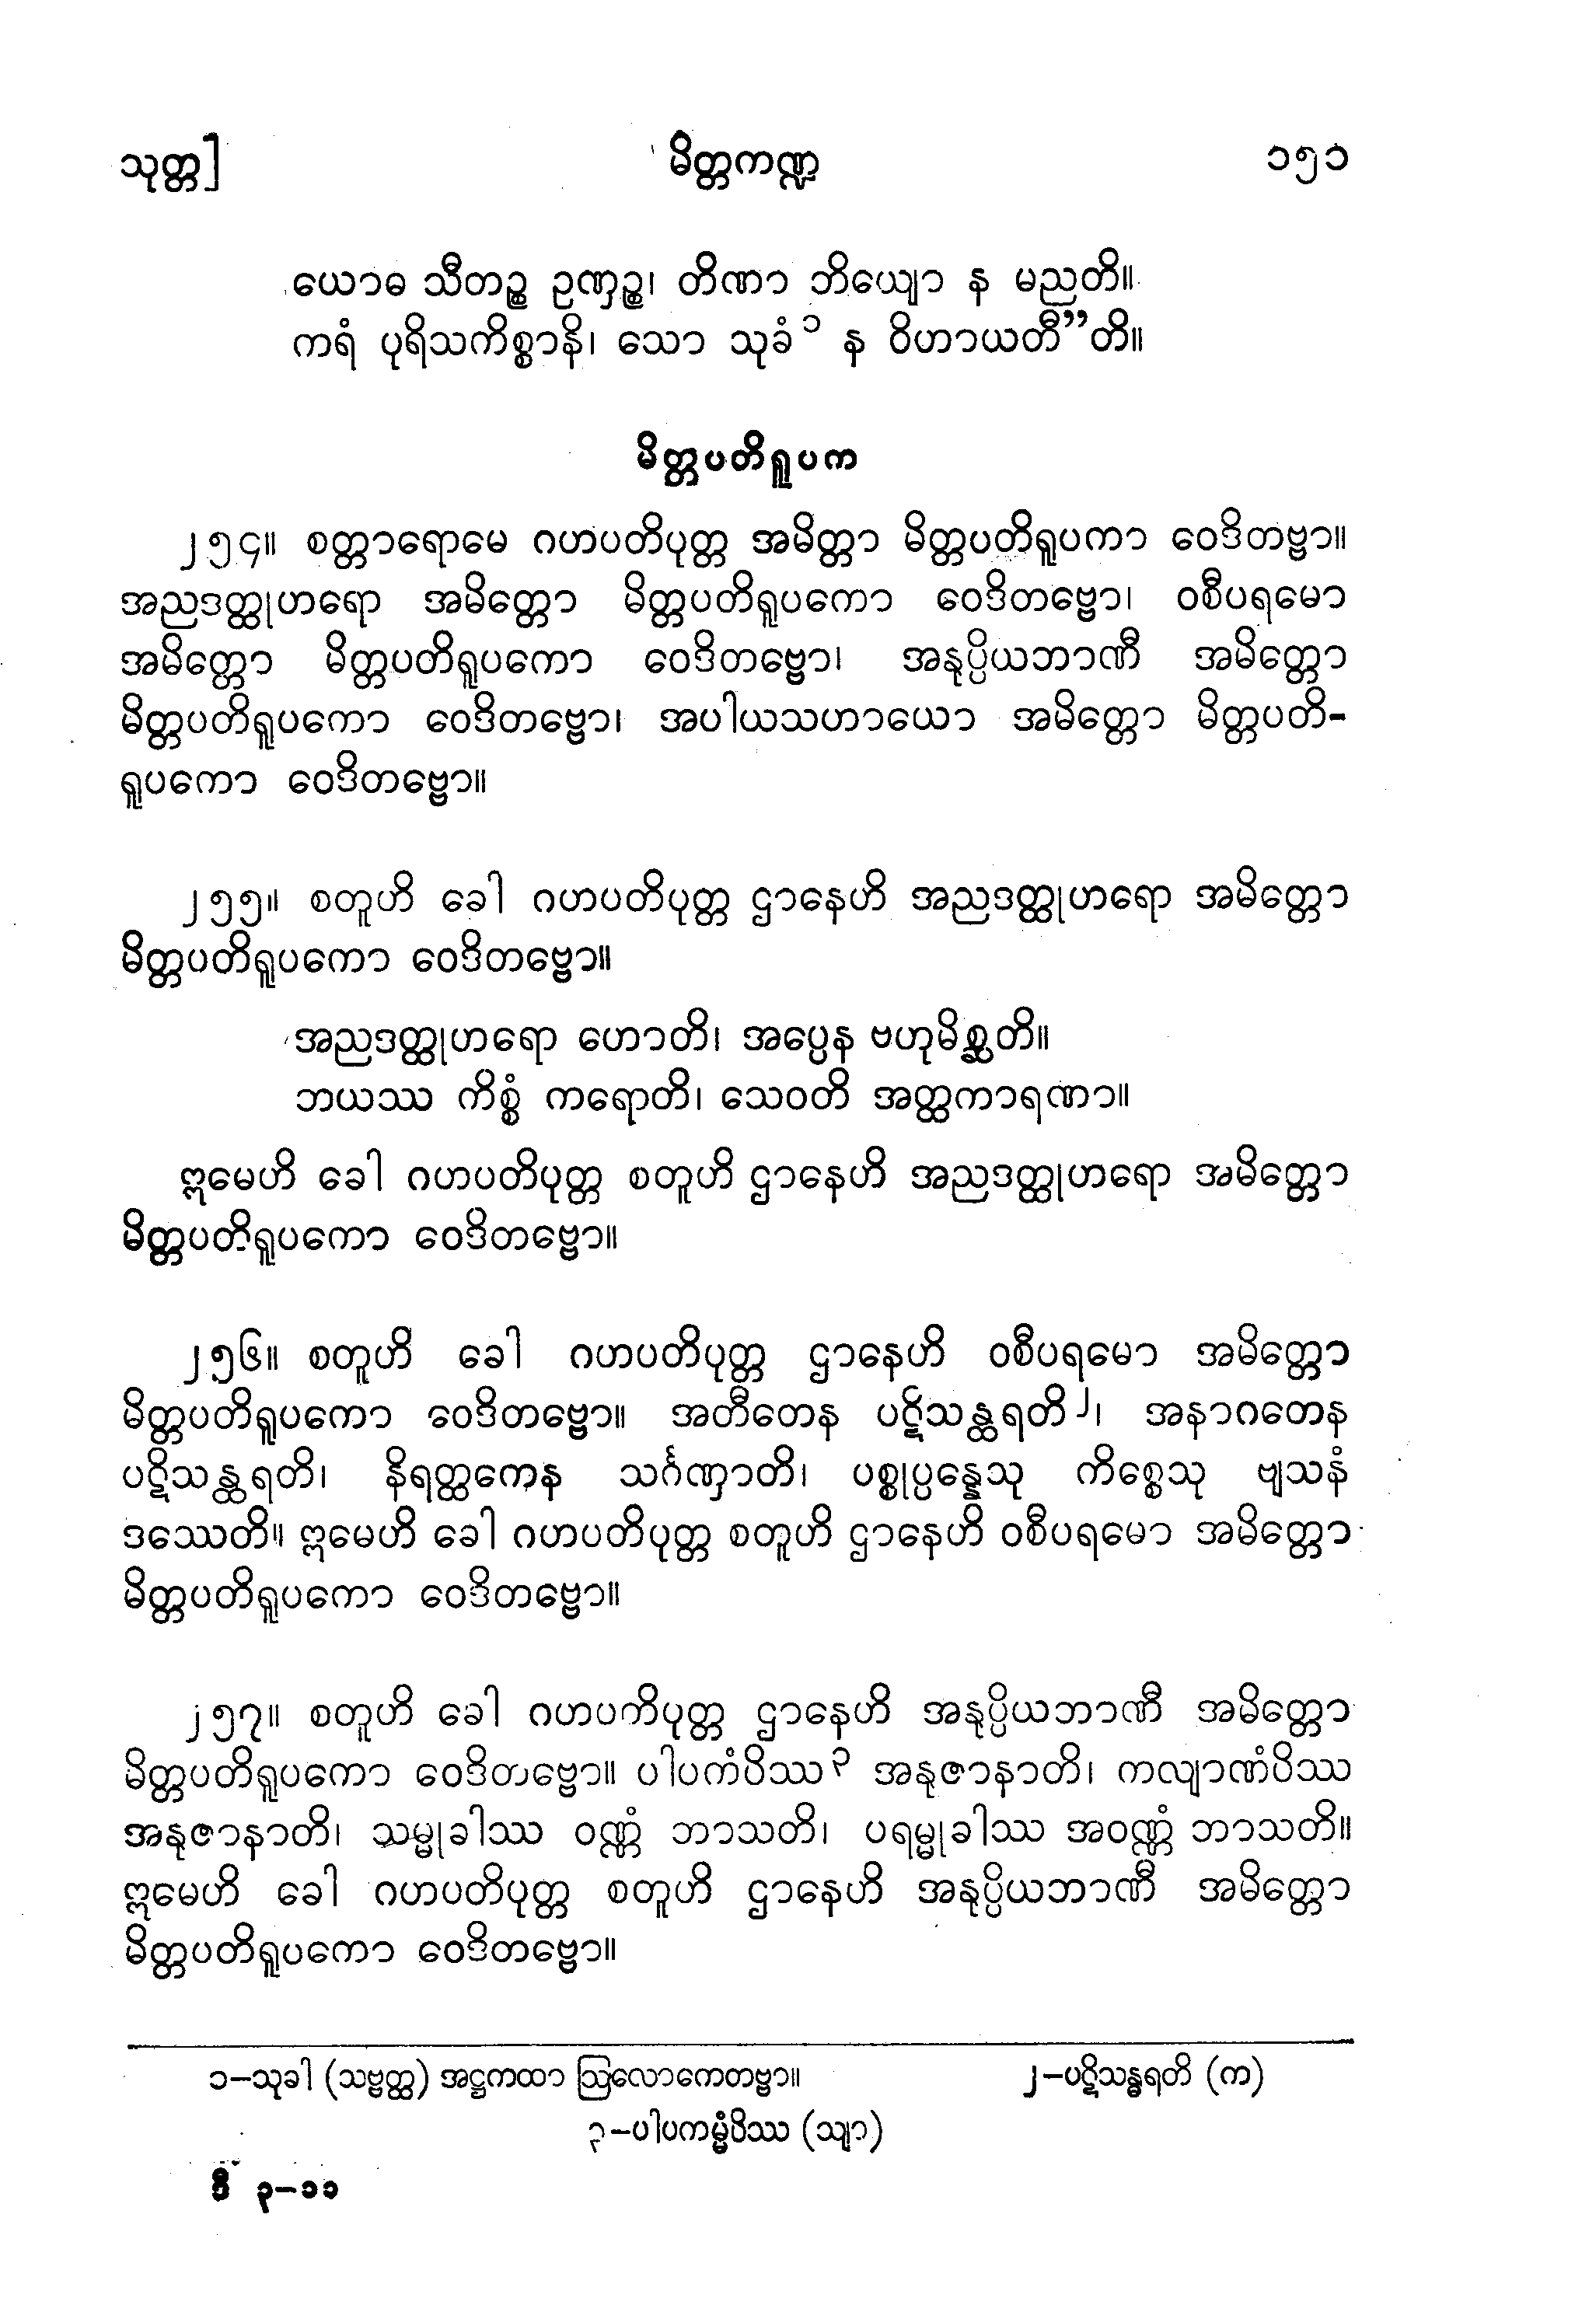 သုတ္တ] မိတ္တကဏ္ဍ ၁၅၁
ယောဓ သီတဉ္စ ဥဏှဉ္စ၊ တိဏာ ဘိယျော န မညတိ။
ကရံ ပုရိသကိစ္စာနိ၊ သော သုခံ၁ န ဝိဟာယတီ”တိ။
မိတ္တပတိရူပက
၂၅၄။ စတ္တာရောမေ ဂဟပတိပုတ္တ အမိတ္တာ မိတ္တပတိရူပကာ ဝေဒိတဗ္ဗာ။
အညဒတ္ထုဟရော အမိတ္တော မိတ္တပတိရူပကော ဝေဒိတဗ္ဗော၊ ဝစီပရမော
အမိတ္တော မိတ္တပတိရူပကော ဝေဒိတဗ္ဗော၊ အနုပ္ပိယဘာဏီ အမိတ္တော
မိတ္တပတိရူပကော ဝေဒိတဗ္ဗော၊ အပါယသဟာယော အမိတ္တော မိတ္တပတိ-
ရူပကော ဝေဒိတဗ္ဗော။
၂၅၅။ စတူဟိ ခေါ ဂဟပတိပုတ္တ ဌာနေဟိ အညဒတ္ထုဟရော အမိတ္တော
မိတ္တပတိရူပကော ဝေဒိတဗ္ဗော။
အညဒတ္ထုဟရော ဟောတိ၊ အပ္ပေန ဗဟုမိစ္ဆတိ။
ဘယဿ ကိစ္စံ ကရောတိ၊ သေဝတိ အတ္ထကာရဏာ။
ဣမေဟိ ခေါ ဂဟပတိပုတ္တ စတူဟိ ဌာနေဟိ အညဒတ္ထုဟရော အမိတ္တော
မိတ္တပတိရူပကော ဝေဒိတဗ္ဗော။
၂၅၆။ စတူဟိ ခေါ ဂဟပတိပုတ္တ ဌာနေဟိ ဝစီပရမော အမိတ္တော
မိတ္တပတိရူပကော ဝေဒိတဗ္ဗော။ အတီတေန ပဋိသန္ထရတိ၂၊ အနာဂတေန
ပဋိသန္ထရတိ၊ နိရတ္ထကေန သင်္ဂဏှာတိ၊ ပစ္စုပ္ပန္နေသု ကိစ္စေသု ဗျသနံ
ဒဿေတိ။ ဣမေဟိ ခေါ ဂဟပတိပုတ္တ စတူဟိ ဌာနေဟိ ဝစီပရမော အမိတ္တော
မိတ္တပတိရူပကော ဝေဒိတဗ္ဗော။
၂၅၇။ စတူဟိ ခေါ ဂဟပတိပုတ္တ ဌာနေဟိ အနုပ္ပိယဘာဏီ အမိတ္တော
မိတ္တပတိရူပကော ဝေဒိတဗ္ဗော။ ပါပကံပိဿ၃ အနုဇာနာတိ၊ ကလျာဏံပိဿ
အနုဇာနာတိ၊ သမ္မုခါဿ ဝဏ္ဏံ ဘာသတိ၊ ပရမ္မုခါဿ အဝဏ္ဏံ ဘာသတိ။
ဣမေဟိ ခေါ ဂဟပတိပုတ္တ စတူဟိ ဌာနေဟိ အနုပ္ပိယဘာဏီ အမိတ္တော
မိတ္တပတိရူပကော ဝေဒိတဗ္ဗော။
၁-သုခါ (သဗ္ဗတ္ထ) အဋ္ဌကထာ ဩလောကေတဗ္ဗာ။ ၂-ပဋိသန္ဓရတိ (က)
၃-ပါပကမ္မံပိဿ (သျာ)
ဒီ ၃-၁၁